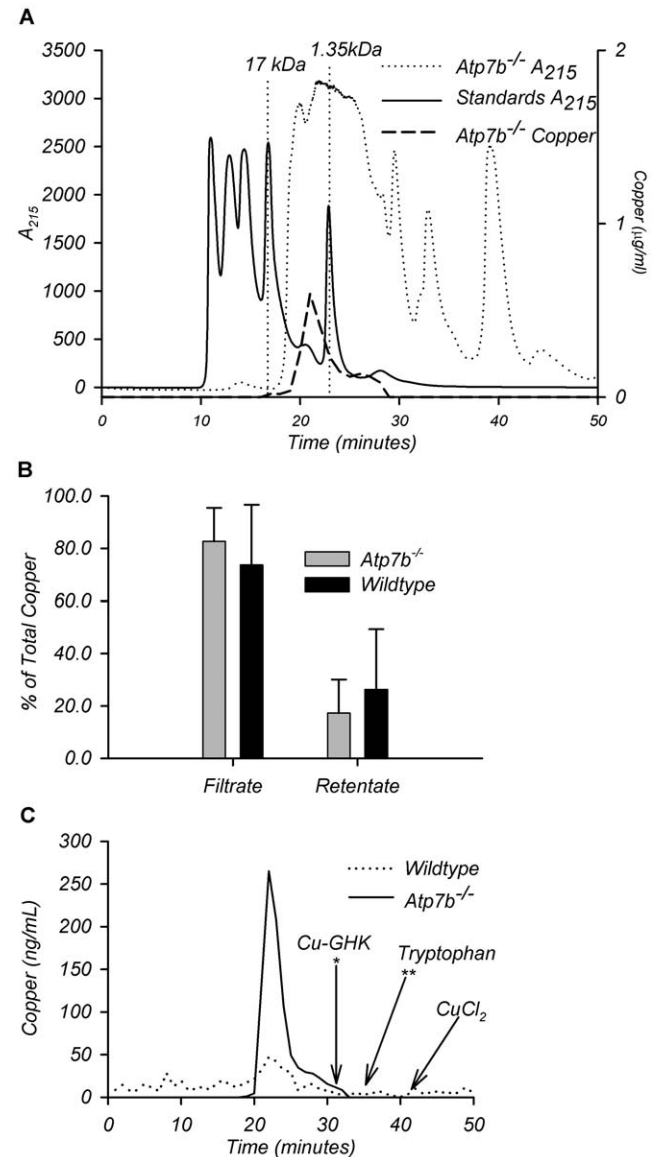 A
17 kDa
1.35kDa
Atp7b-/- A215
Standards A215
Atp7b-/- Copper
3500
3000
2500
2000
1500
1000
500
0
A215
2
1
0
Copper (µg/ml)
0 10 20 30 40 50
Time (minutes)
B
100.0
80.0
60.0
40.0
20.0
0.0
% of Total Copper
Atp7b-/-
Wildtype
Filtrate Retentate
C
300
250
200
150
100
50
0
Copper (ng/mL)
Wildtype
Atp7b-/-
Cu-GHK
*
Tryptophan
**
CuCl2
0 10 20 30 40 50
Time (minutes)